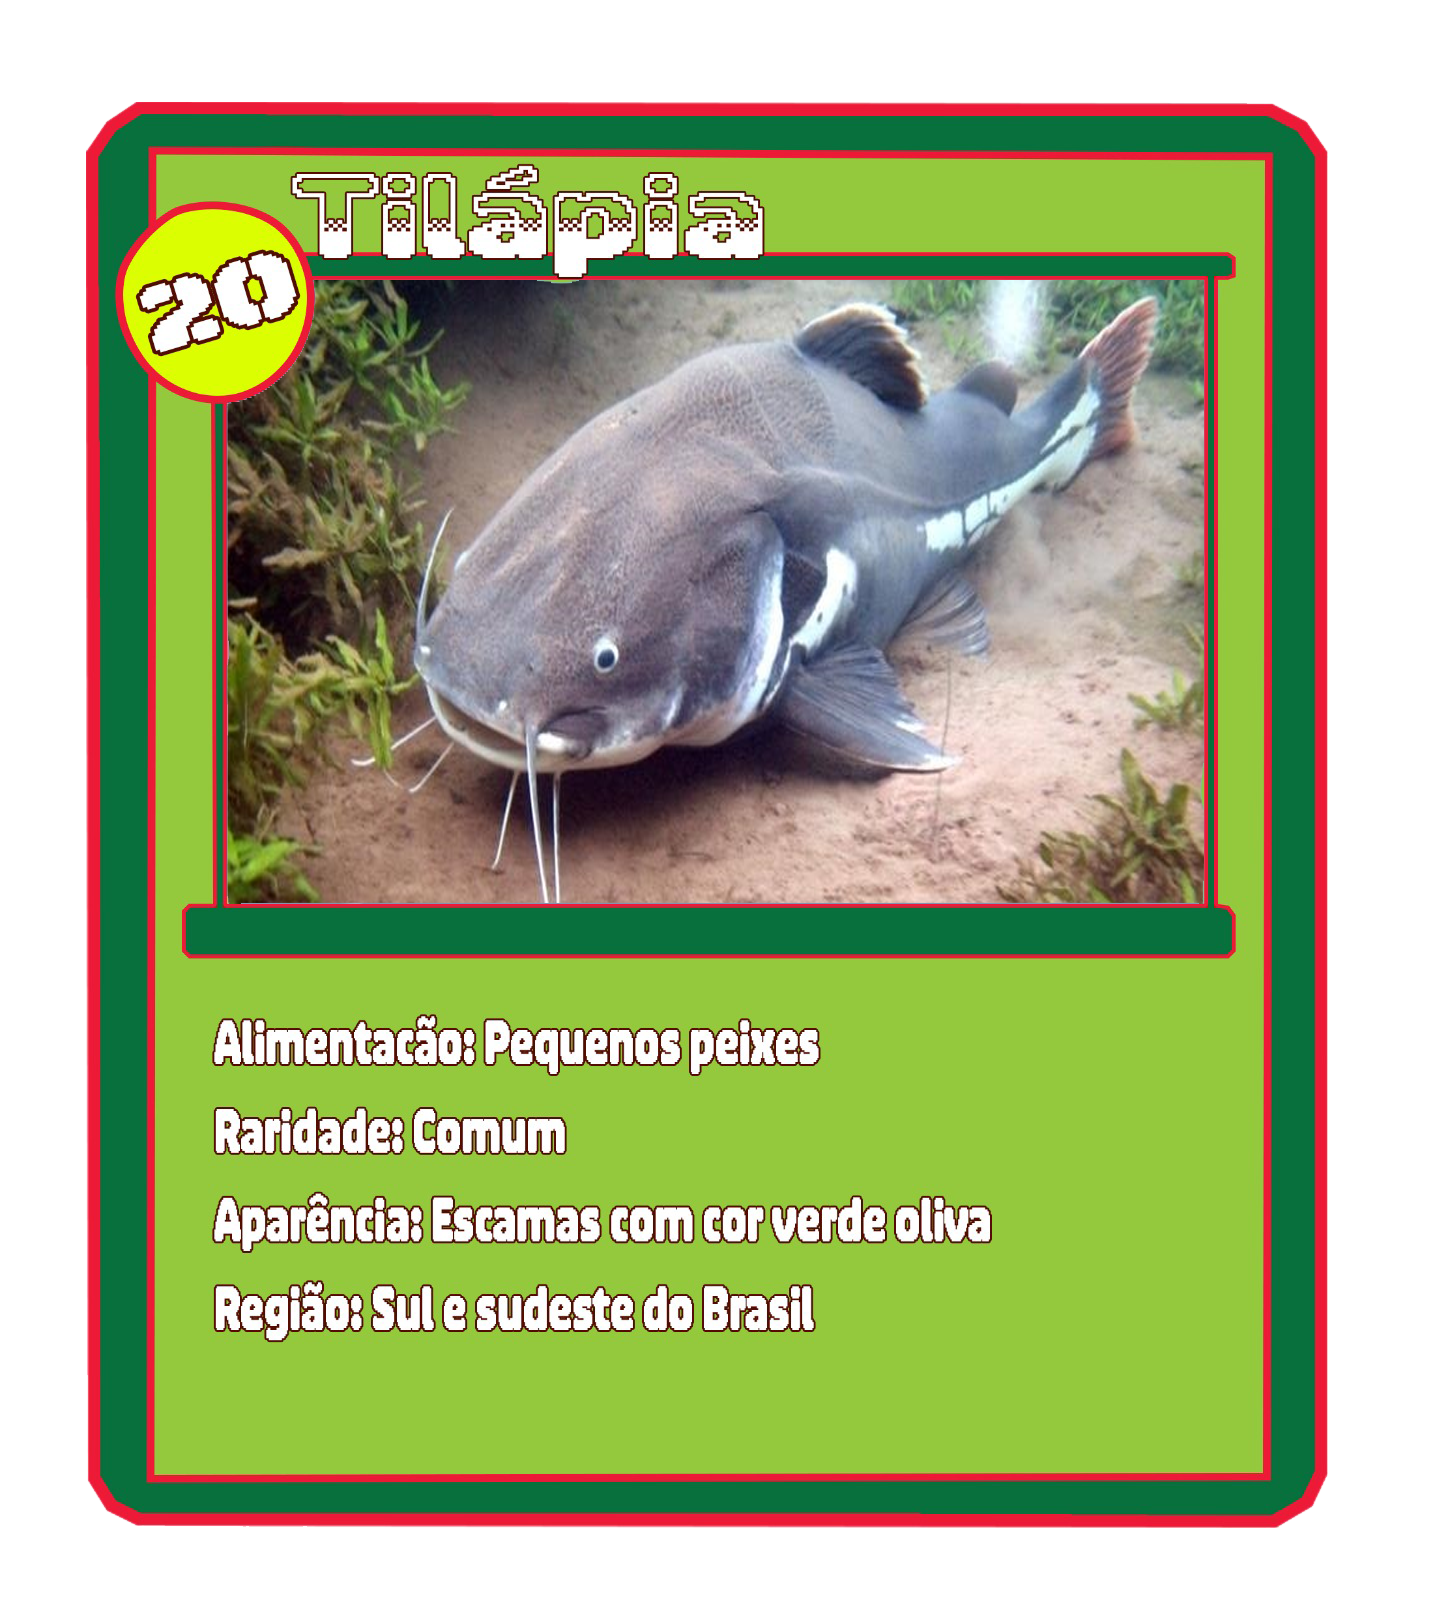 Tilápia
20
Alimentacão: Pequenos peixes
Raridade: Comum
Aparência: Escamas com cor verde oliva
Região: Sul e sudeste do Brasil